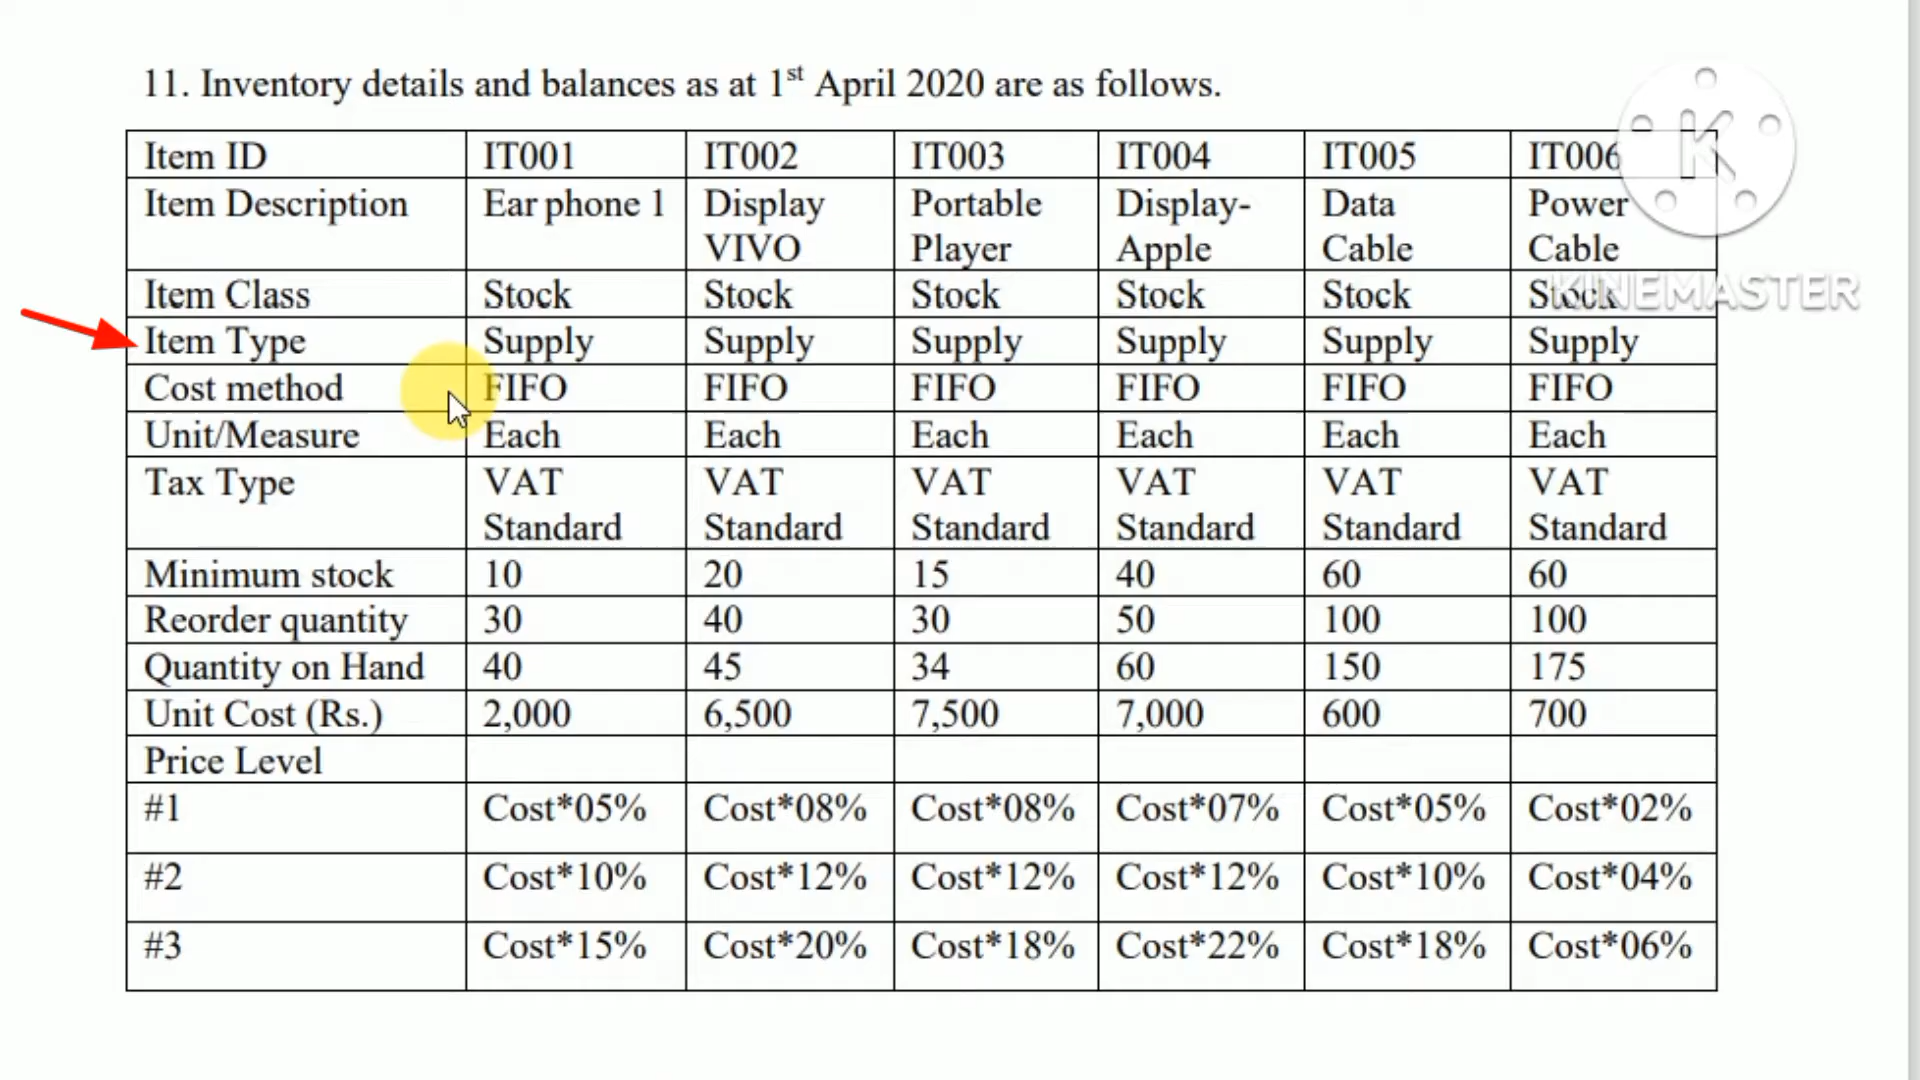 11. Inventory details and balances as at 1st April 2020 are as follows.
Item ID IT001 IT002 IT003 IT004 IT005 IT006
Item Description Ear phone 1 Display VIVO Portable Player Display-Apple Data Cable Power Cable
Item Class Stock Stock Stock Stock Stock Stock
Item Type Supply Supply Supply Supply Supply Supply
Cost method FIFO FIFO FIFO FIFO FIFO FIFO
Unit/Measure Each Each Each Each Each Each
Tax Type VAT Standard VAT Standard VAT Standard VAT Standard VAT Standard VAT Standard
Minimum stock 10 20 15 40 60 60
Reorder quantity 30 40 30 50 100 100
Quantity on Hand 40 45 34 60 150 175
Unit Cost (Rs.) 2,000 6,500 7,500 7,000 600 700
Price Level
#1 Cost*05% Cost*08% Cost*08% Cost*07% Cost*05% Cost*02%
#2 Cost*10% Cost*12% Cost*12% Cost*12% Cost*10% Cost*04%
#3 Cost*15% Cost*20% Cost*18% Cost*22% Cost*18% Cost*06%
K
KINEMASTER